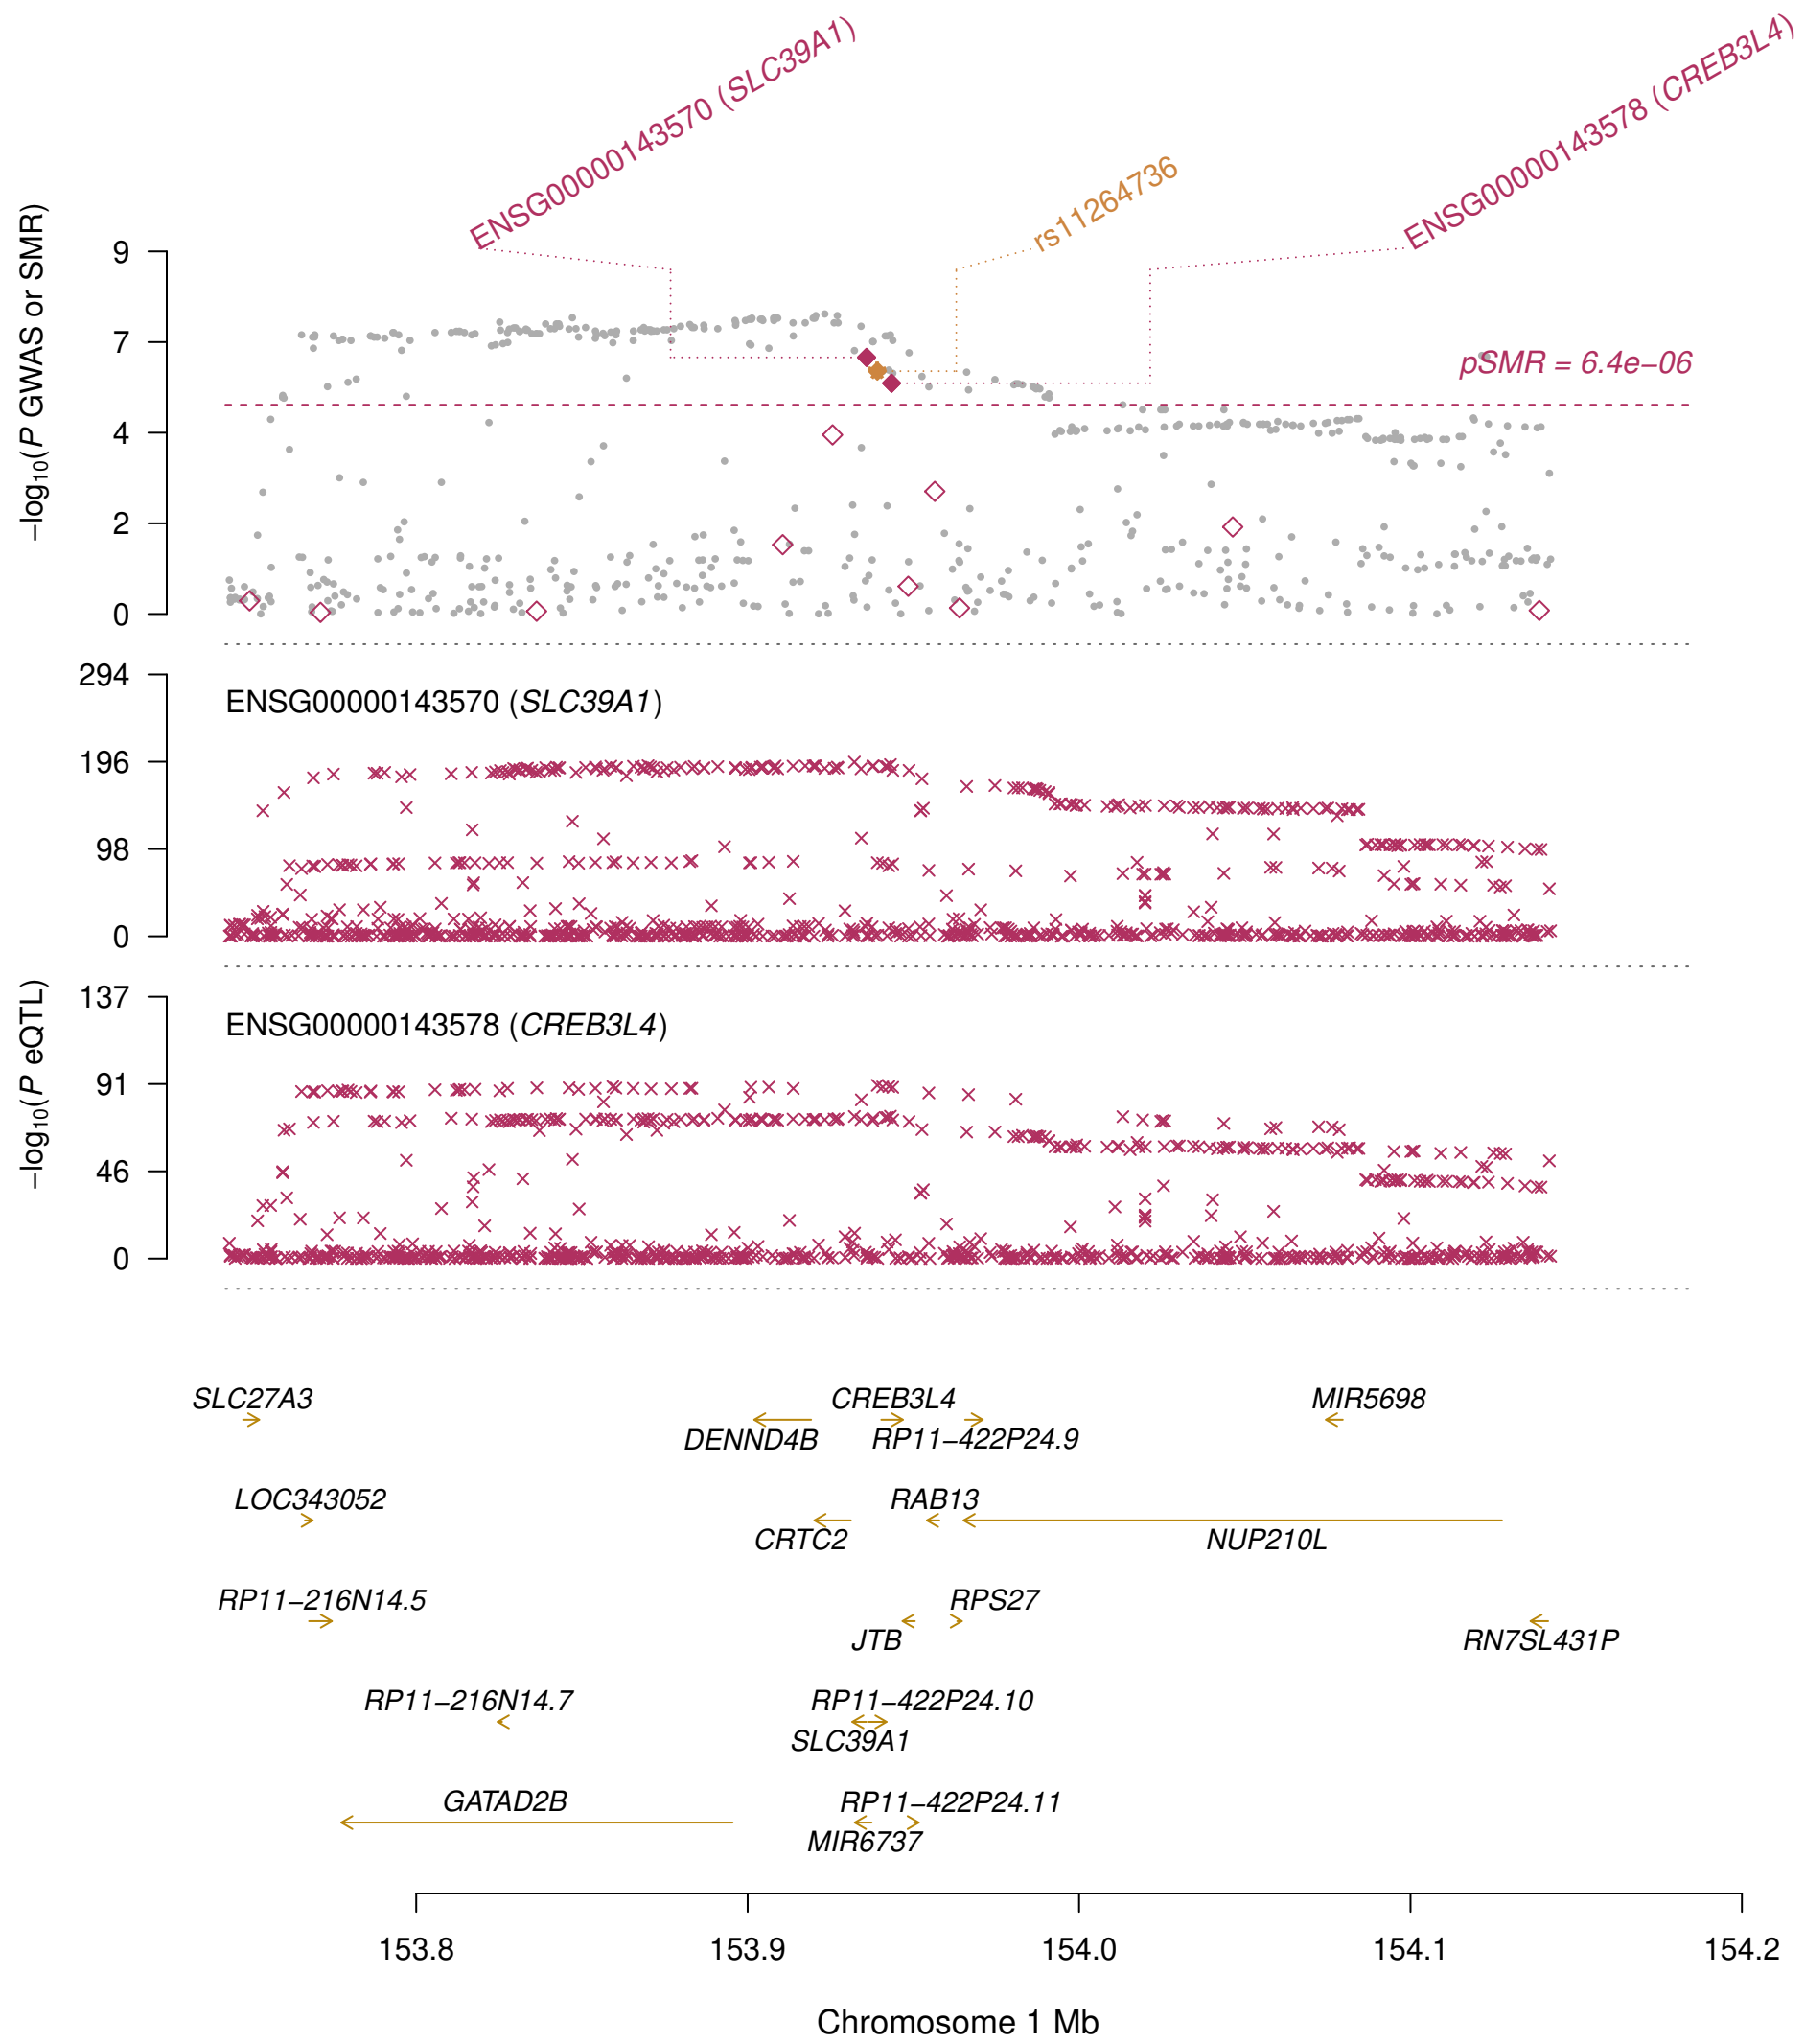 ENSG00000143570 (SLC39A1)
rs11264736
ENSG00000143578 (CREB3L4)
−log10(P GWAS or SMR)
9
7
4
2
0
pSMR = 6.4e−06
294
196
98
0
ENSG00000143570 (SLC39A1)
−log10(P eQTL)
137
91
46
0
ENSG00000143578 (CREB3L4)
SLC27A3
CREB3L4
MIR5698
DENND4B
RP11−422P24.9
LOC343052
RAB13
CRTC2
NUP210L
RP11−216N14.5
RPS27
JTB
RN7SL431P
RP11−216N14.7
RP11−422P24.10
SLC39A1
GATAD2B
RP11−422P24.11
MIR6737
153.8
153.9
154.0
154.1
154.2
Chromosome 1 Mb